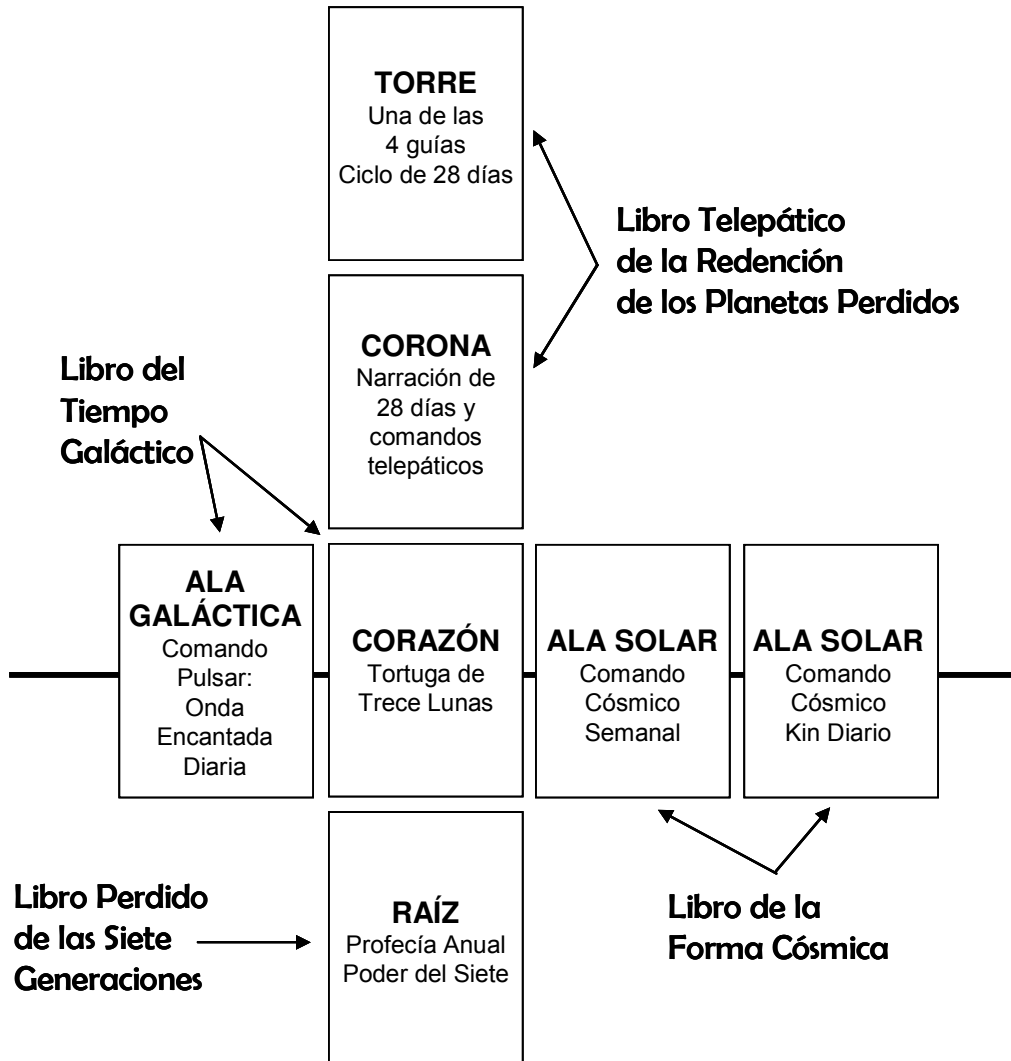 TORRE
Una de las
4 guías
Ciclo de 28 días
Libro Telepático
de la Redención
de los Planetas Perdidos
CORONA
Narración de
28 días y
comandos
telepáticos
Libro del
Tiempo
Galáctico
ALA
GALÁCTICA
Comando
Pulsar:
Onda
Encantada
Diaria
CORAZÓN
Tortuga de
Trece Lunas
ALA SOLAR
Comando
Cósmico
Semanal
ALA SOLAR
Comando
Cósmico
Kin Diario
Libro Perdido
de las Siete
Generaciones
RAÍZ
Profecía Anual
Poder del Siete
Libro de la
Forma Cósmica